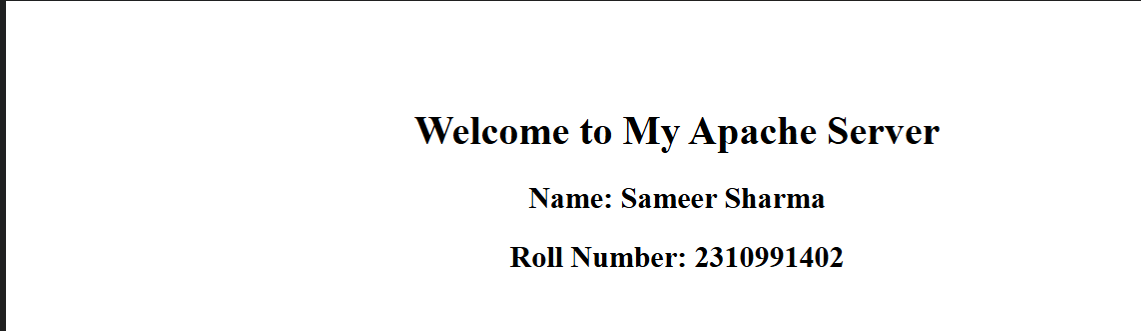 Welcome to My Apache Server
Name: Sameer Sharma
Roll Number: 2310991402